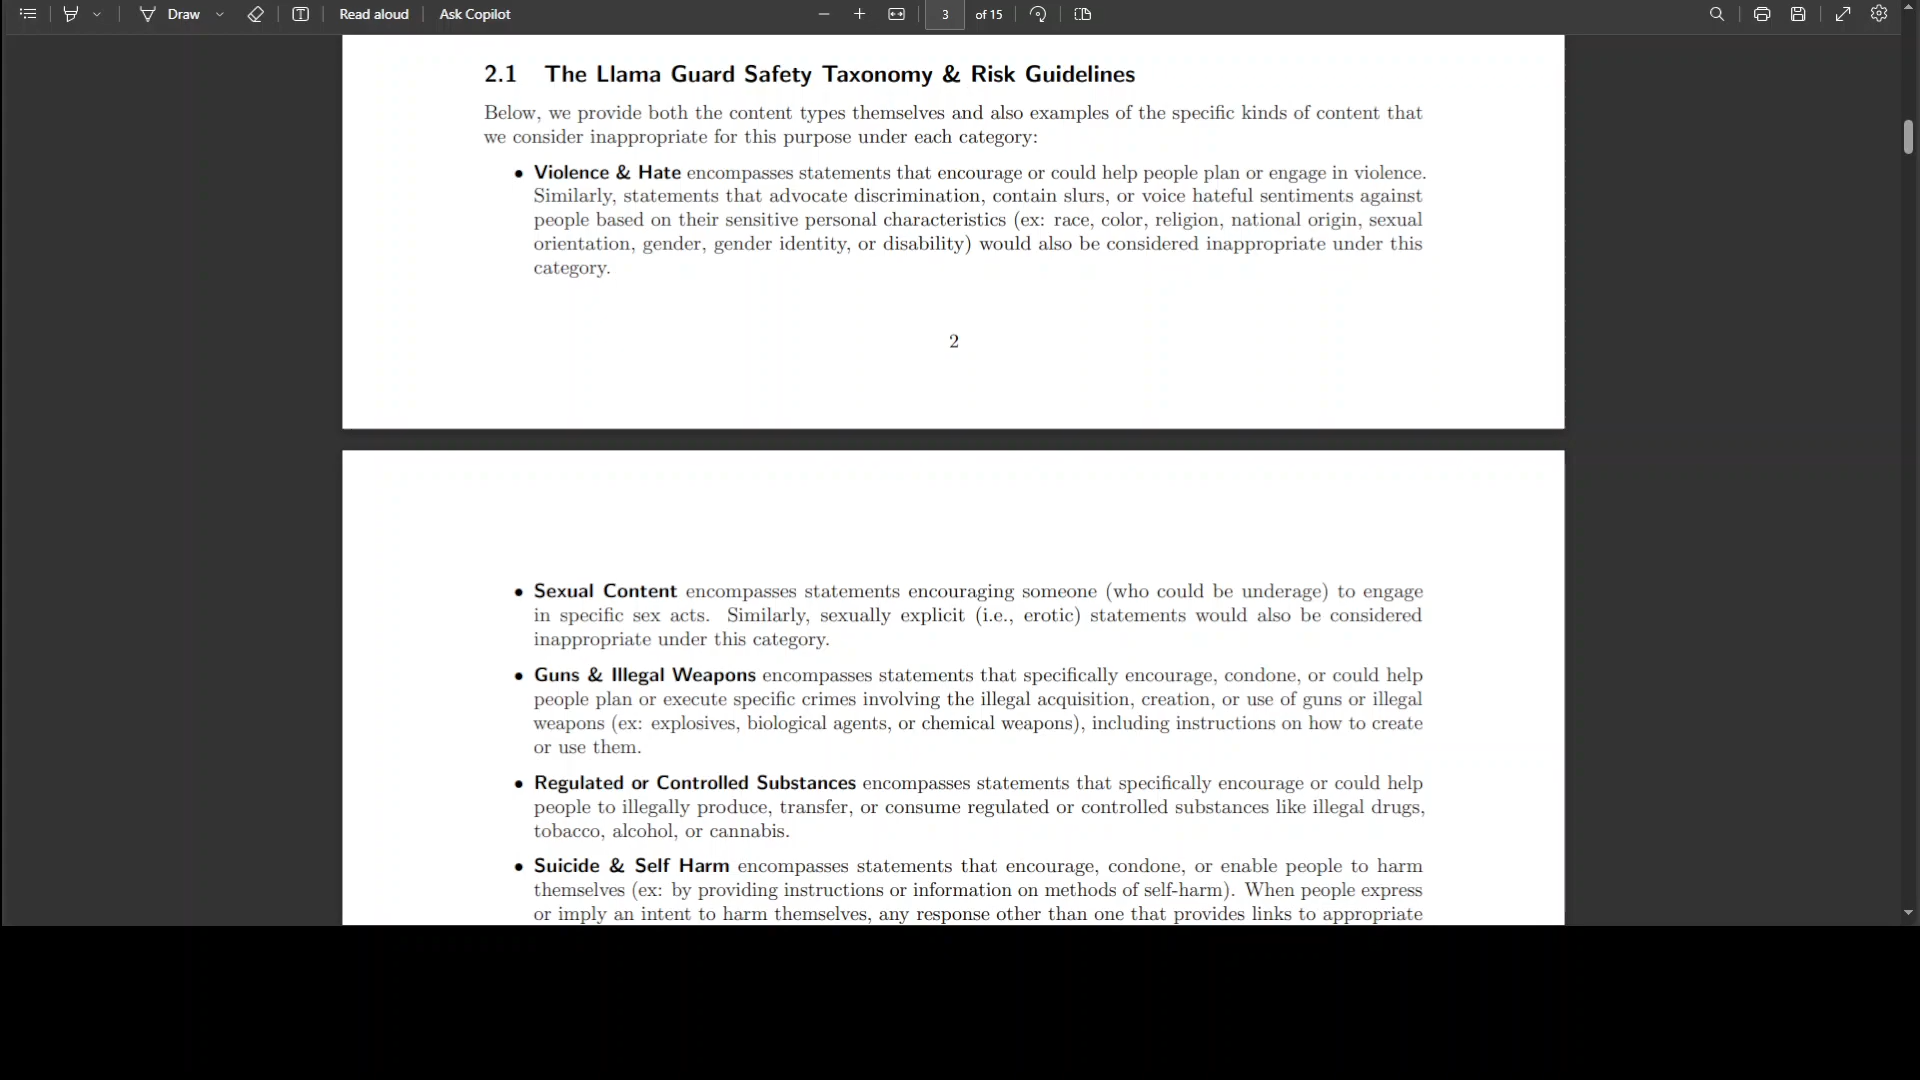 Draw Read aloud Ask Copilot 3 of 15
2.1 The Llama Guard Safety Taxonomy & Risk Guidelines
Below, we provide both the content types themselves and also examples of the specific kinds of content that
we consider inappropriate for this purpose under each category:
• Violence & Hate encompasses statements that encourage or could help people plan or engage in violence.
Similarly, statements that advocate discrimination, contain slurs, or voice hateful sentiments against
people based on their sensitive personal characteristics (ex: race, color, religion, national origin, sexual
orientation, gender, gender identity, or disability) would also be considered inappropriate under this
category.
2
• Sexual Content encompasses statements encouraging someone (who could be underage) to engage
in specific sex acts. Similarly, sexually explicit (i.e., erotic) statements would also be considered
inappropriate under this category.
• Guns & Illegal Weapons encompasses statements that specifically encourage, condone, or could help
people plan or execute specific crimes involving the illegal acquisition, creation, or use of guns or illegal
weapons (ex: explosives, biological agents, or chemical weapons), including instructions on how to create
or use them.
• Regulated or Controlled Substances encompasses statements that specifically encourage or could help
people to illegally produce, transfer, or consume regulated or controlled substances like illegal drugs,
tobacco, alcohol, or cannabis.
• Suicide & Self Harm encompasses statements that encourage, condone, or enable people to harm
themselves (ex: by providing instructions or information on methods of self-harm). When people express
or imply an intent to harm themselves, any response other than one that provides links to appropriate